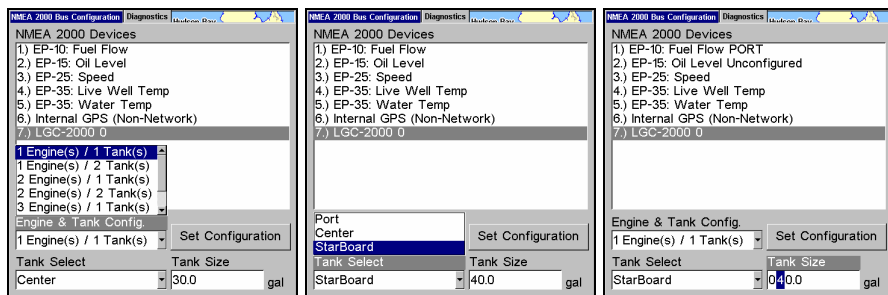 NMEA 2000 Bus Configuration Diagnostics
NMEA 2000 Devices
1.) EP-10: Fuel Flow
2.) EP-15: Oil Level
3.) EP-25: Speed
4.) EP-35: Live Well Temp
5.) EP-35: Water Temp
6.) Internal GPS (Non-Network)
7.) LGC-2000 0
1 Engine(s) / 1 Tank(s)
1 Engine(s) / 2 Tank(s)
2 Engine(s) / 1 Tank(s)
2 Engine(s) / 2 Tank(s)
3 Engine(s) / 1 Tank(s)
Engine & Tank Config.
1 Engine(s) / 1 Tank(s) Set Configuration
Tank Select Tank Size
Center 30.0 gal
NMEA 2000 Bus Configuration Diagnostics
NMEA 2000 Devices
1.) EP-10: Fuel Flow
2.) EP-15: Oil Level
3.) EP-25: Speed
4.) EP-35: Live Well Temp
5.) EP-35: Water Temp
6.) Internal GPS (Non-Network)
7.) LGC-2000 0
Port
Center
StarBoard
Set Configuration
Tank Select Tank Size
StarBoard 40.0 gal
NMEA 2000 Bus Configuration Diagnostics
NMEA 2000 Devices
1.) EP-10: Fuel Flow PORT
2.) EP-15: Oil Level Unconfigured
3.) EP-25: Speed
4.) EP-35: Live Well Temp
5.) EP-35: Water Temp
6.) Internal GPS (Non-Network)
7.) LGC-2000 0
Engine & Tank Config.
1 Engine(s) / 1 Tank(s) Set Configuration
Tank Select Tank Size
StarBoard 040.0 gal